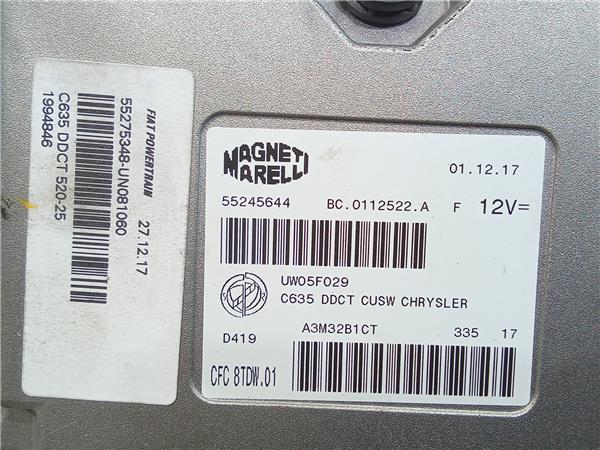 FIAT POWERTRAIN 27.12.17
55275348-UN081060
C635 DDCT 520-25
1994846
MAGNETI
MARELLI
01.12.17
55245644 BC.0112522.A F 12V=
UW05F029
C635 DDCT CUSW CHRYSLER
D419 A3M32B1CT 335 17
CFC 8TDW.01